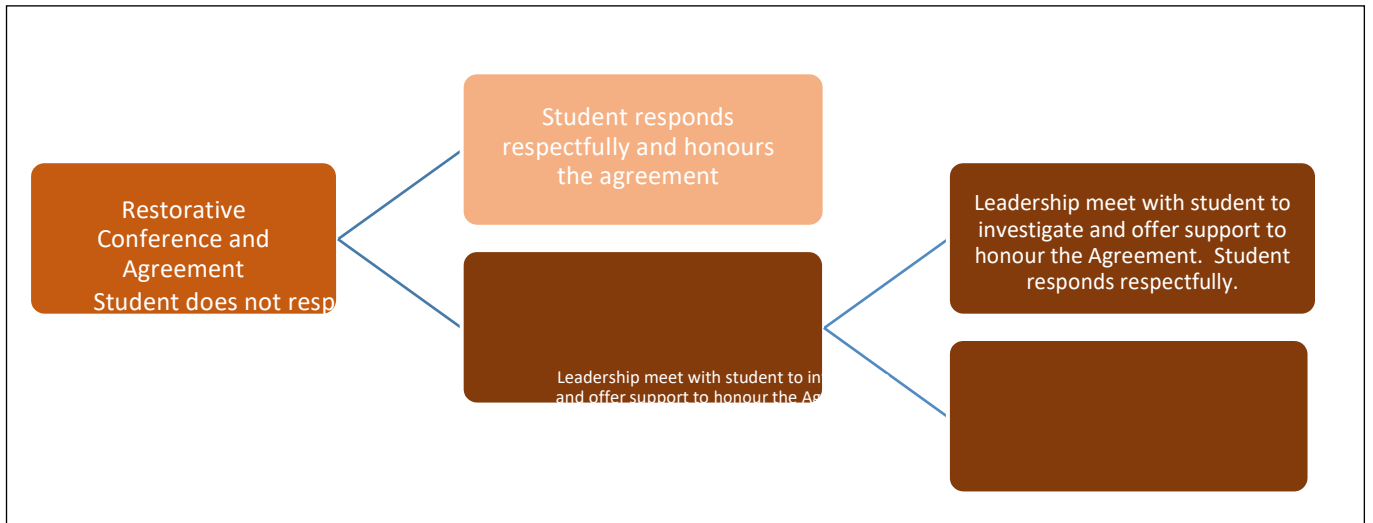 Student responds
respectfully and honours
the agreement
Restorative
Conference and
Agreement
Student does not resp
Leadership meet with student to
investigate and offer support to
honour the Agreement.  Student
responds respectfully.
Leadership meet with student to in
and offer support to honour the Ag